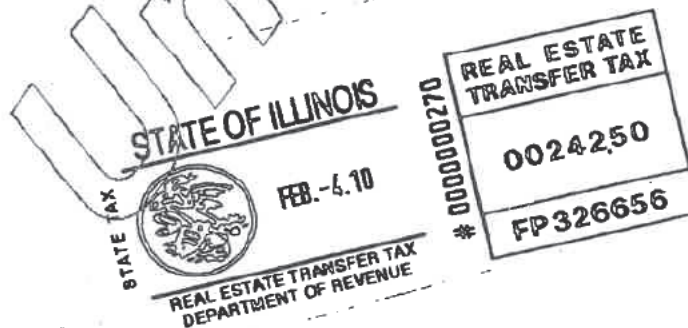 Un
STATE OF ILLINOIS
STATE TAX
FEB.-4.10
REAL ESTATE TRANSFER TAX
DEPARTMENT OF REVENUE
# 0000000270
REAL ESTATE
TRANSFER TAX
0024250
FP326656